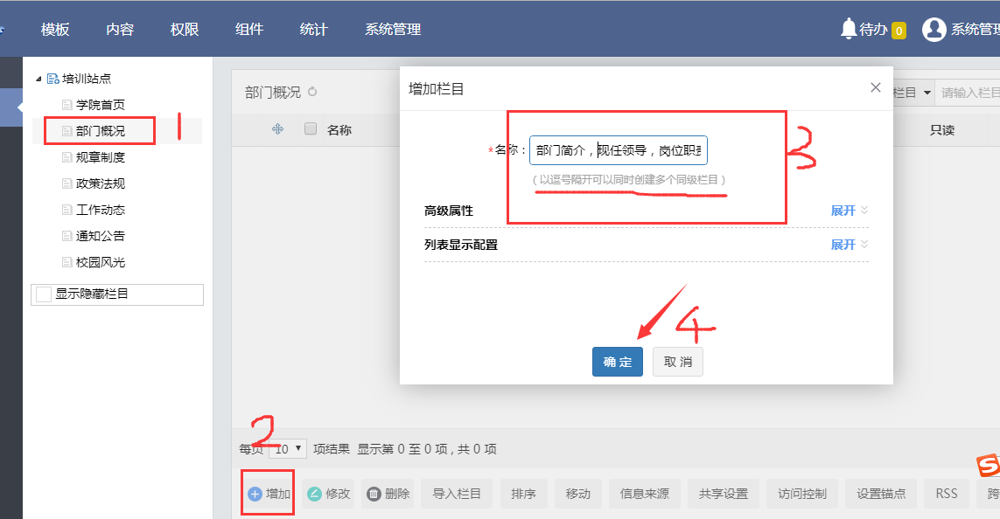 模板 内容 权限 组件 统计 系统管理 待办 0 系统管理
培训站点
学院首页
部门概况
1
规章制度
政策法规
工作动态
通知公告
校园风光
显示隐藏栏目
部门概况
栏目 请输入栏目
名称 只读
增加栏目
*名称： 部门简介，现任领导，岗位职责
3
（以逗号隔开可以同时创建多个同级栏目）
高级属性 展开
列表显示配置 展开
4
确定 取消
2
每页 10 项结果 显示第 0 至 0 项，共 0 项
增加 修改 删除 导入栏目 排序 移动 信息来源 共享设置 访问控制 设置锚点 RSS 跨
S